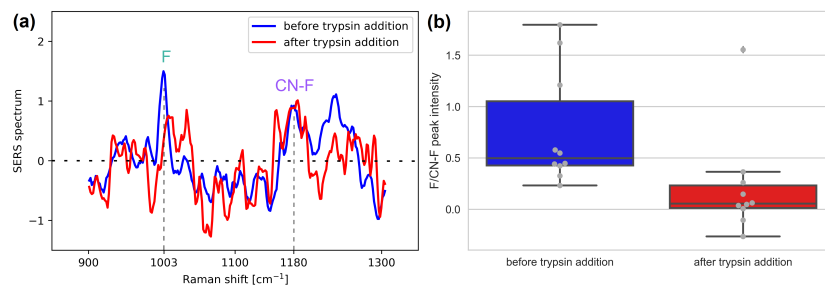 (a)
before trypsin addition
after trypsin addition
F
CN-F
SERS spectrum
2
1
0
−1
900
1003
1100
1180
1300
Raman shift [cm⁻¹]
(b)
F/CN-F peak intensity
1.5
1.0
0.5
0.0
before trypsin addition
after trypsin addition